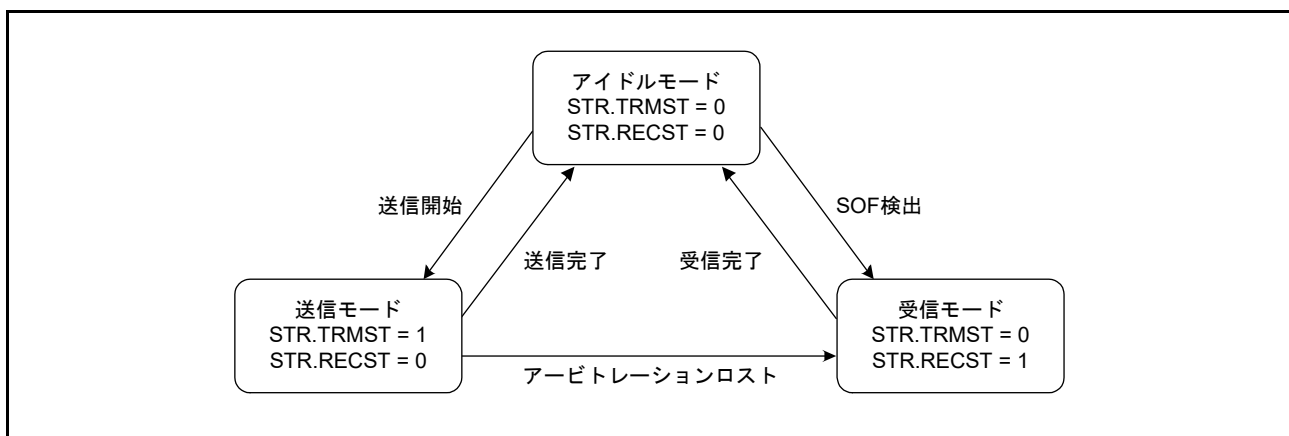 アイドルモード
STR.TRMST = 0
STR.RECST = 0
送信開始
SOF検出
送信完了
受信完了
送信モード
STR.TRMST = 1
STR.RECST = 0
受信モード
STR.TRMST = 0
STR.RECST = 1
アービトレーションロスト